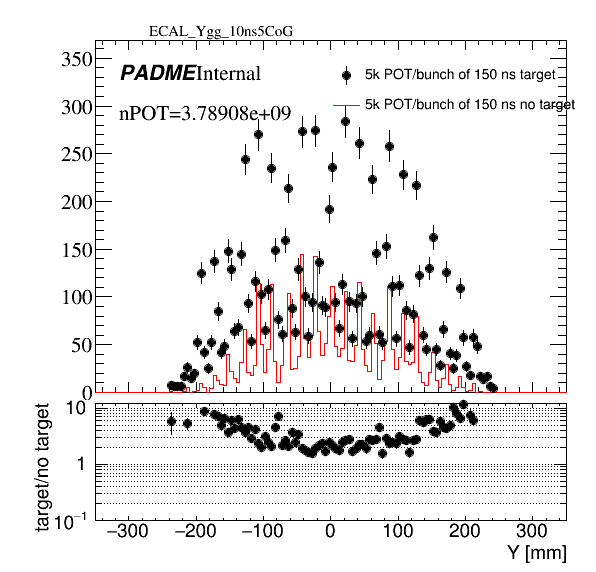 ECAL_Ygg_10ns5CoG
350
PADME Internal
5k POT/bunch of 150 ns target
300
nPOT=3.78908e+09
5k POT/bunch of 150 ns no target
250
200
150
100
50
0
10
1
10⁻¹
target/no target
−300 −200 −100 0 100 200 300
Y [mm]